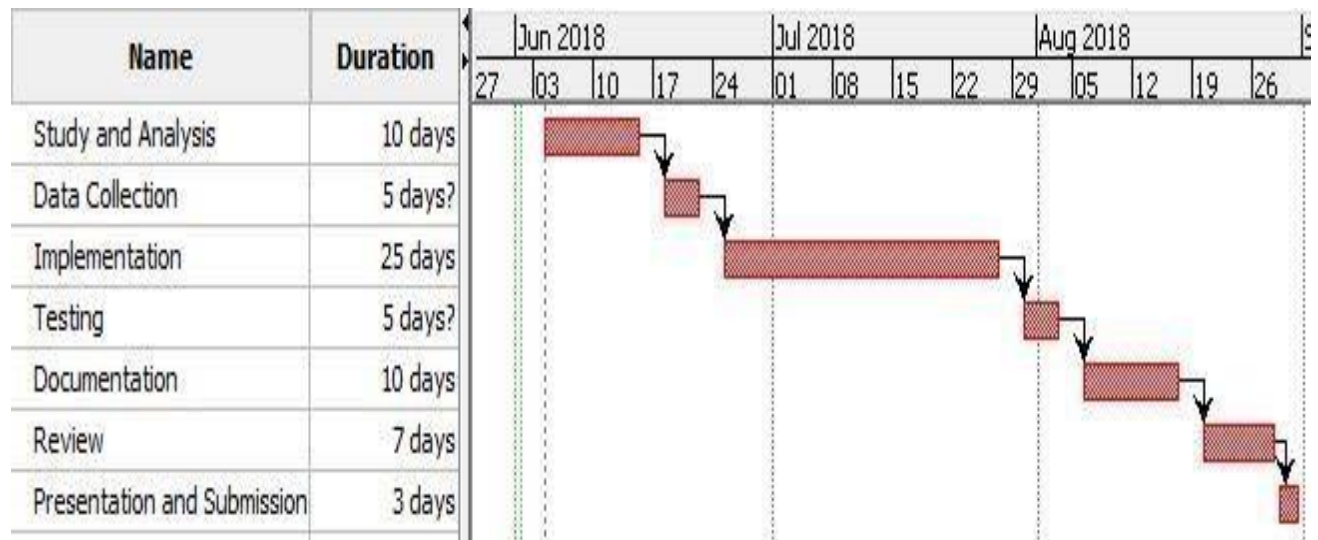 Name Duration Jun 2018 Jul 2018 Aug 2018 S
27 03 10 17 24 01 08 15 22 29 05 12 19 26
Study and Analysis 10 days
Data Collection 5 days?
Implementation 25 days
Testing 5 days?
Documentation 10 days
Review 7 days
Presentation and Submission 3 days